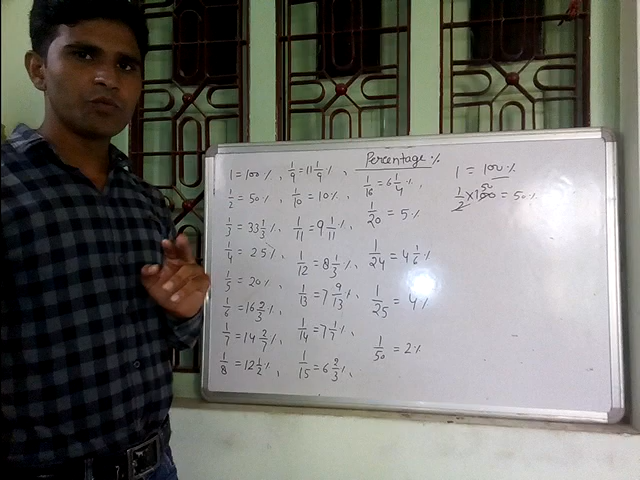 Percentage %
1 = 100 %
1/2 = 50 %,
1/3 = 33 1/3 %
1/4 = 25 %
1/5 = 20 %
1/6 = 16 2/3 %
1/7 = 14 2/7 %
1/8 = 12 1/2 %,
1/9 = 11 1/9 %,
1/10 = 10 %
1/11 = 9 1/11 %
1/12 = 8 1/3 %
1/13 = 7 9/13 %
1/14 = 7 1/7 %
1/15 = 6 2/3 %,
1/16 = 6 1/4 %,
1/20 = 5 %
1/24 = 4 1/6 %
1/25 = 4 %
1/50 = 2 %
1 = 100 %
1/2 × 100 50 = 50 %